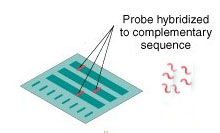 Probe hybridized
to complementary
sequence